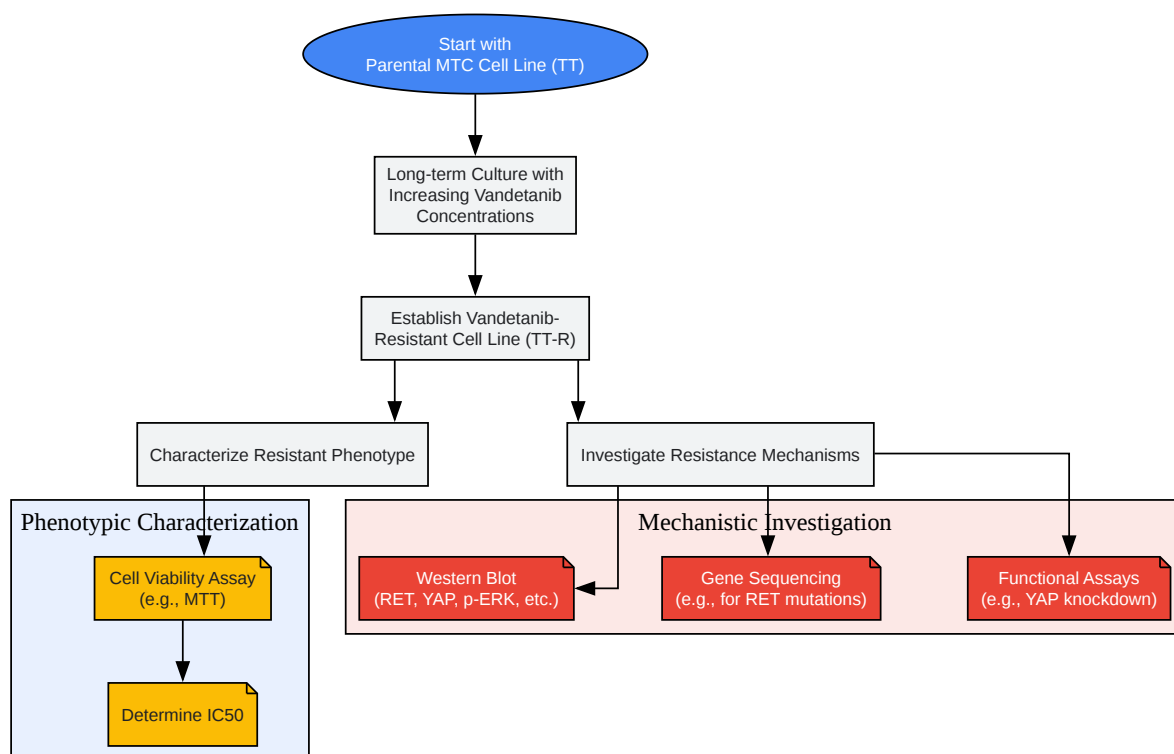 Start with
Parental MTC Cell Line (TT)
Long-term Culture with
Increasing Vandetanib
Concentrations
Establish Vandetanib-
Resistant Cell Line (TT-R)
Characterize Resistant Phenotype
Investigate Resistance Mechanisms
Phenotypic Characterization
Mechanistic Investigation
Cell Viability Assay
(e.g., MTT)
Western Blot
(RET, YAP, p-ERK, etc.)
Gene Sequencing
(e.g., for RET mutations)
Functional Assays
(e.g., YAP knockdown)
Determine IC50